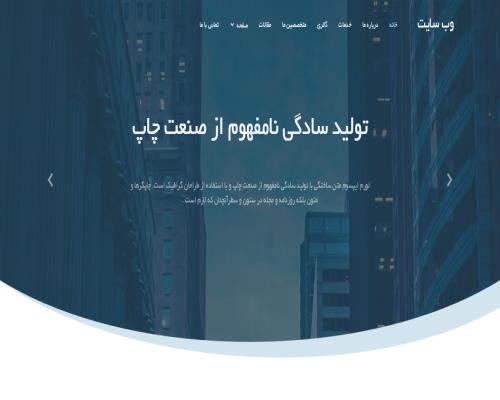 وب سایت
خانه درباره ما خدمات گالری متخصصین ما مقالات صفحه تماس با ما
تولید سادگی نامفهوم از صنعت چاپ
لورم ایپسوم متن ساختگی با تولید سادگی نامفهوم از صنعت چاپ و با استفاده از طراحان گرافیک است. چاپگرها و
متون بلکه روزنامه و مجله در ستون و سطرآنچنان که لازم است .